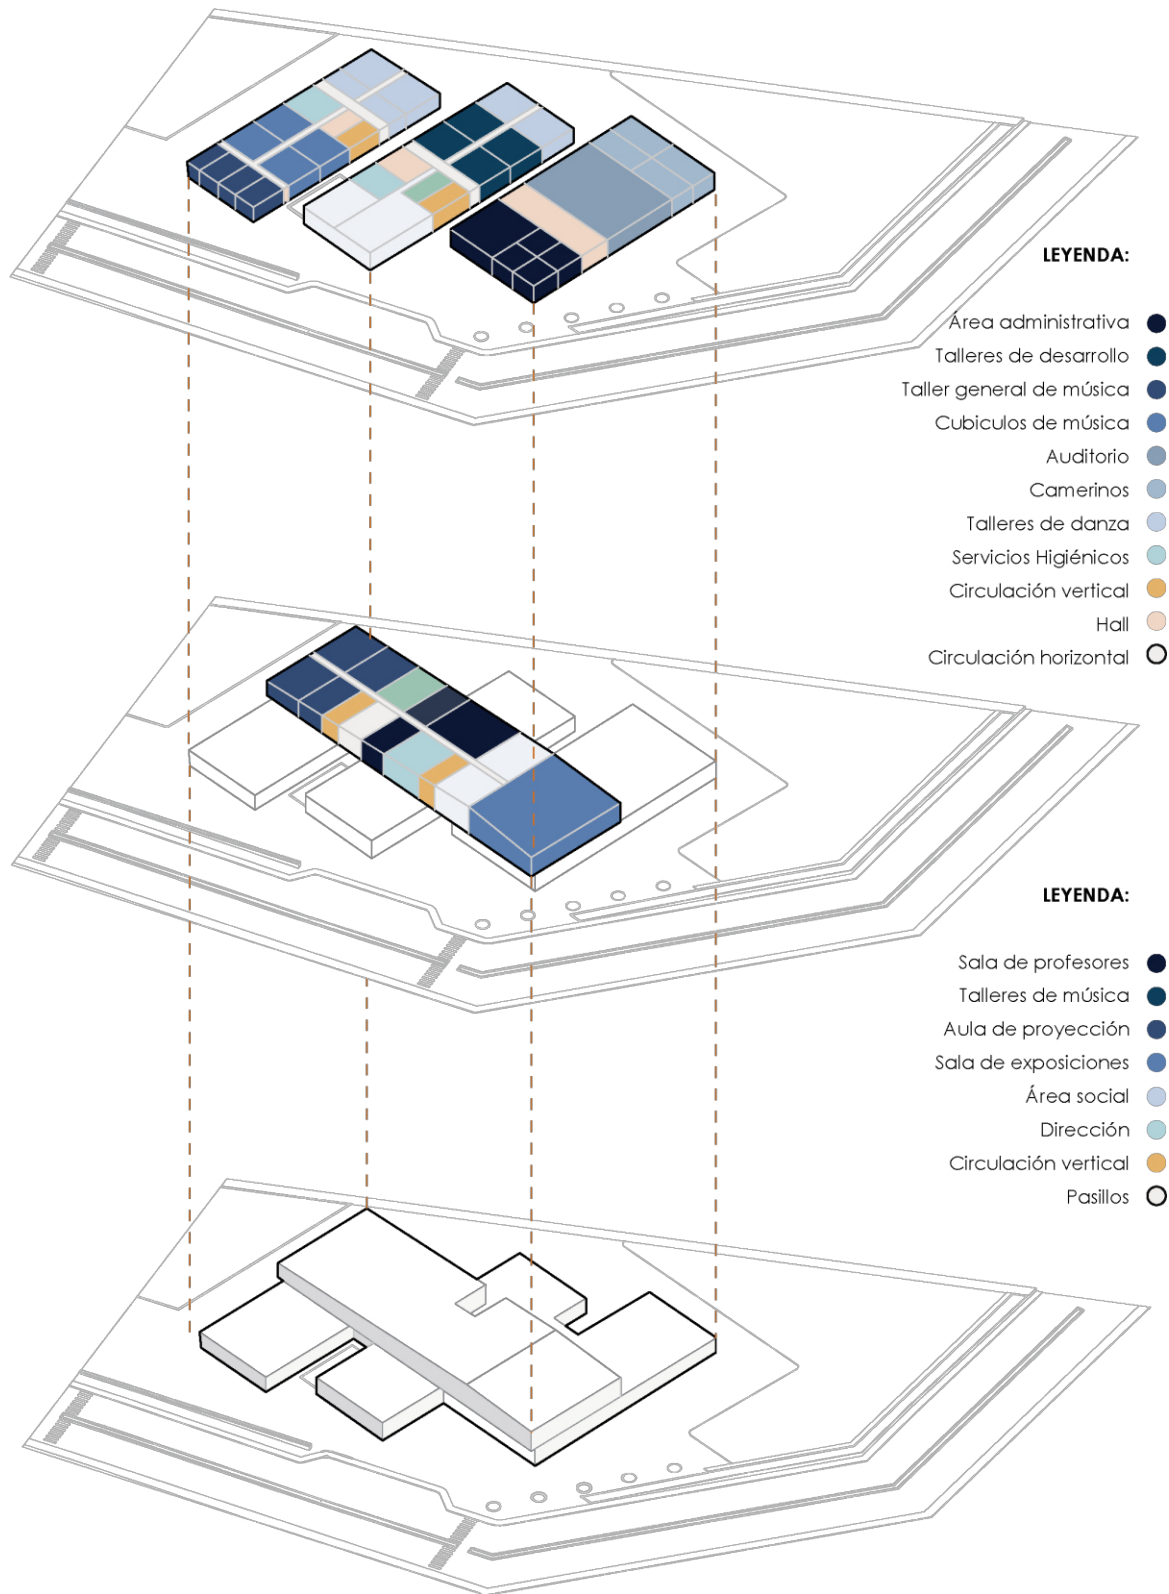 LEYENDA:
Área administrativa
Talleres de desarrollo
Taller general de música
Cubiculos de música
Auditorio
Camerinos
Talleres de danza
Servicios Higiénicos
Circulación vertical
Hall
Circulación horizontal
LEYENDA:
Sala de profesores
Talleres de música
Aula de proyección
Sala de exposiciones
Área social
Dirección
Circulación vertical
Pasillos